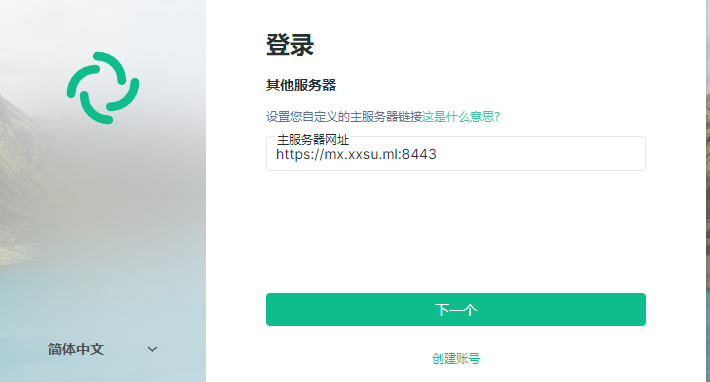 登录
其他服务器
设置您自定义的主服务器链接这是什么意思?
主服务器网址
https://mx.xxsu.ml:8443
下一个
简体中文
创建账号